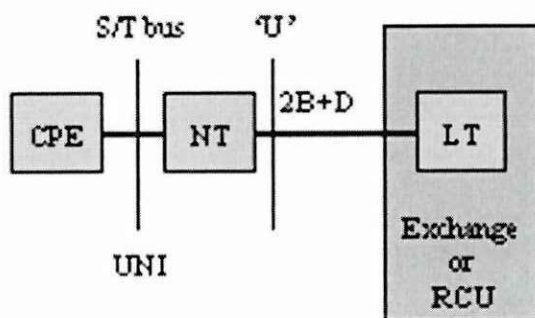 S/T bus
'U'
2B+D
CPE
NT
LT
UNI
Exchange
or
RCU